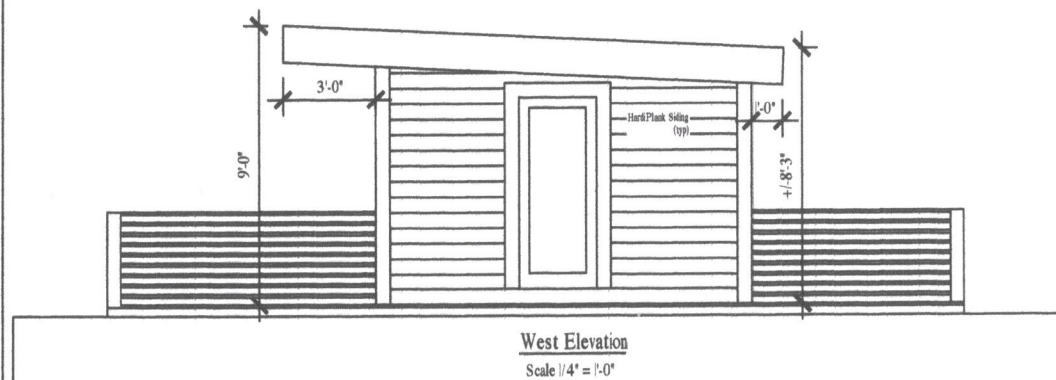 3'-0"
HardiPlank Siding
(typ)
1'-0"
9'-0"
+/-8'-3"
West Elevation
Scale 1/4" = 1'-0"